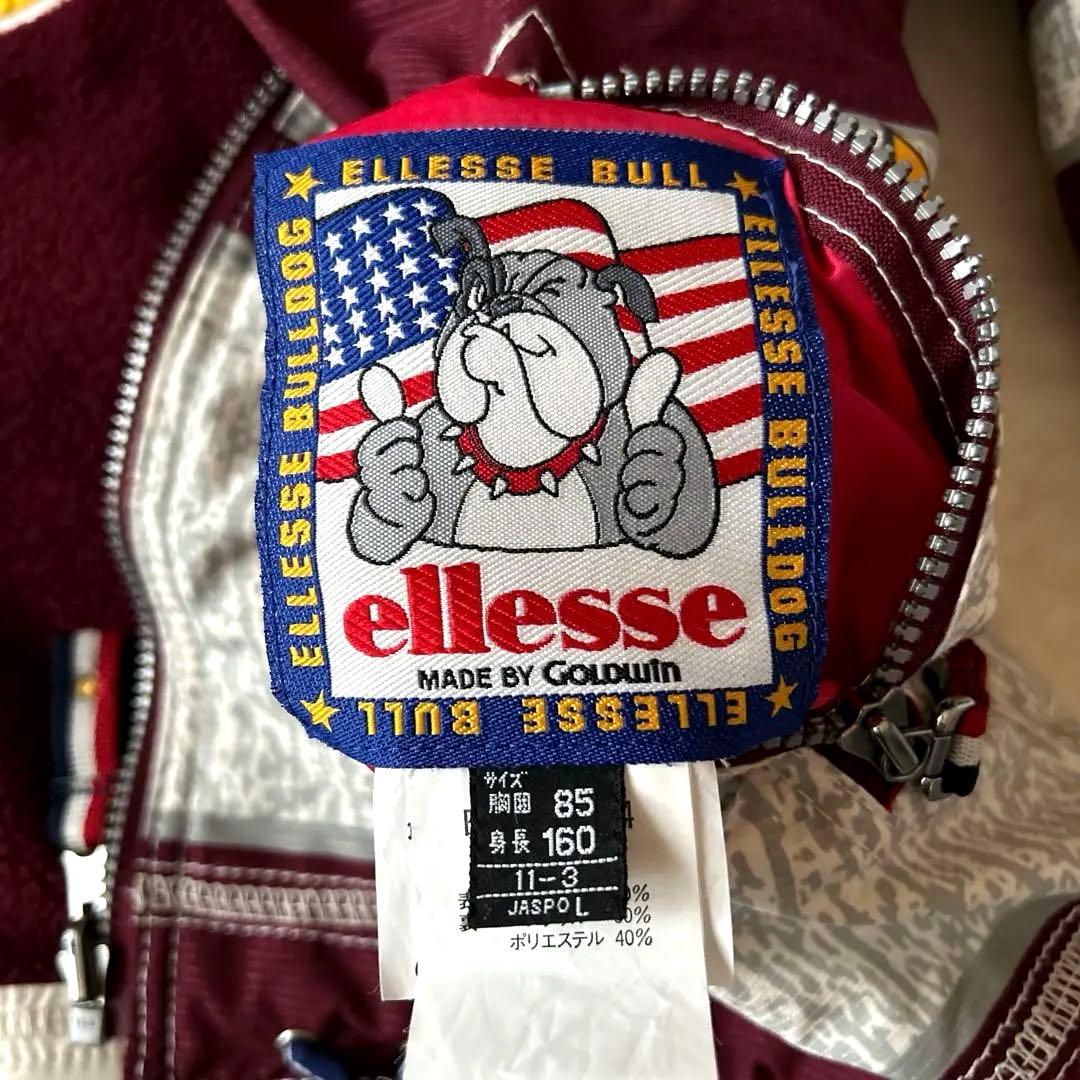 ELLESSE BULL
ELLESSE BULLDOG
ELLESSE BULLDOG
ellesse
MADE BY GOLDWIN
ELLESSE BULL
サイズ
胸囲 85
身長 160
11-3
JASPO L
ポリエステル 40%